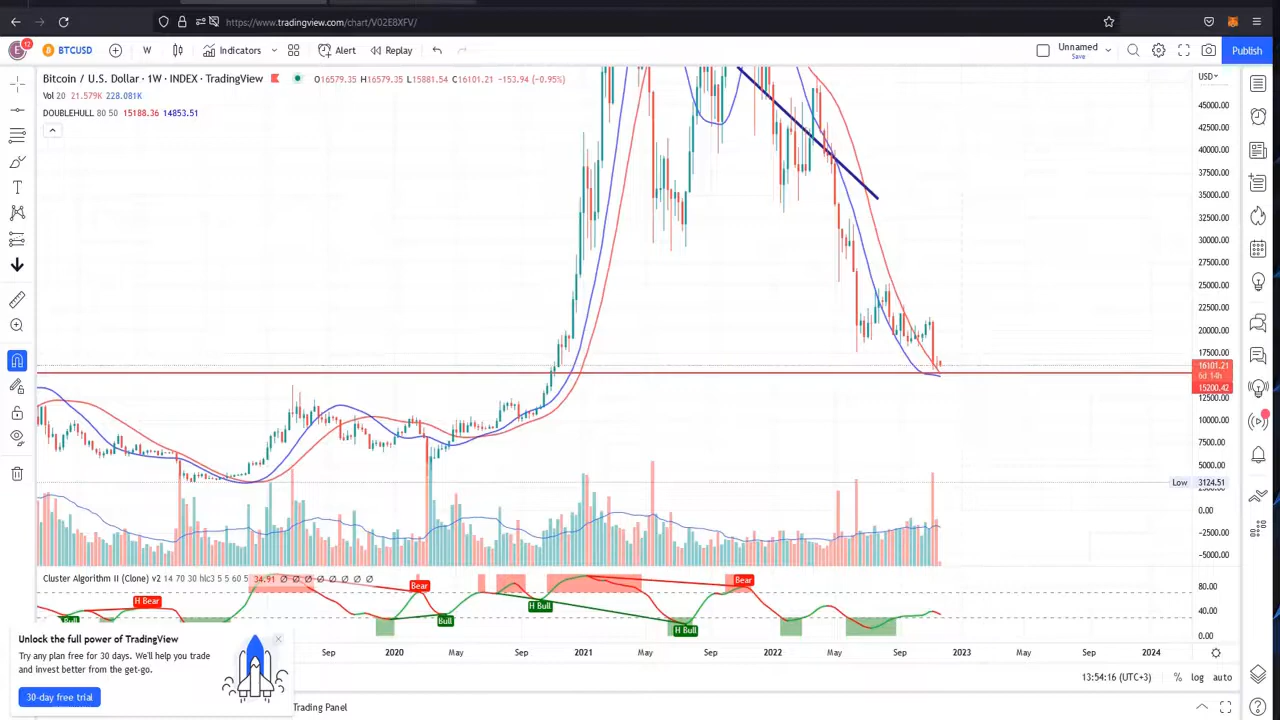 https://www.tradingview.com/chart/V02E8XFV/
E 12 BTCUSD W Indicators Alert Replay Unnamed Save Publish
Bitcoin / U.S. Dollar · 1W · INDEX · TradingView O16579.35 H16579.35 L15881.54 C16101.21 -153.94 (-0.95%)
USD
Vol 20 21.579K 228.081K
DOUBLEHULL 80 50 15188.36 14853.51
45000.00
42500.00
40000.00
37500.00
35000.00
32500.00
30000.00
27500.00
25000.00
22500.00
20000.00
17500.00
16101.21
6d 14h
15200.42
12500.00
10000.00
7500.00
5000.00
Low 3124.51
0.00
-2500.00
-5000.00
Cluster Algorithm II (Clone) v2 14 70 30 hlc3 5 5 60 5 34.91 Ø Ø Ø Ø Ø Ø Ø Ø
80.00
40.00
0.00
H Bear
Bull
Bear
Bull
H Bull
H Bull
Bear
Sep 2020 May Sep 2021 May Sep 2022 May Sep 2023 May 2024
Unlock the full power of TradingView
Try any plan free for 30 days. We'll help you trade
and invest better from the get-go.
30-day free trial
13:54:16 (UTC+3) % log auto
Trading Panel